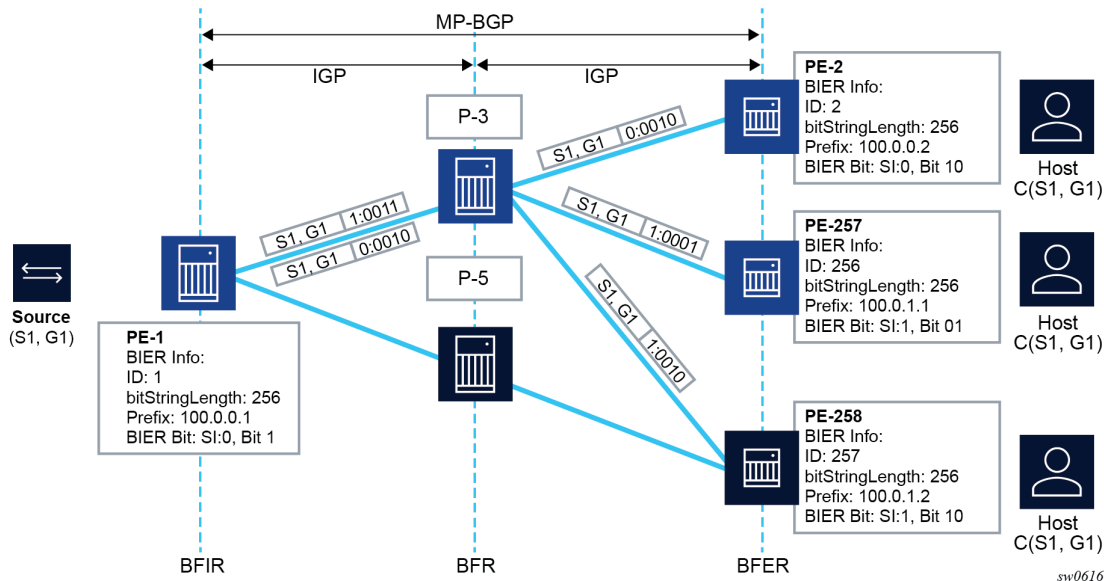 MP-BGP
IGP
IGP
P-3
P-5
S1, G1 1:0011
S1, G1 0:0010
S1, G1 0:0010
S1, G1 1:0001
S1, G1 1:0010
Source
(S1, G1)
PE-1
BIER Info:
ID: 1
bitStringLength: 256
Prefix: 100.0.0.1
BIER Bit: SI:0, Bit 1
PE-2
BIER Info:
ID: 2
bitStringLength: 256
Prefix: 100.0.0.2
BIER Bit: SI:0, Bit 10
Host
C(S1, G1)
PE-257
BIER Info:
ID: 256
bitStringLength: 256
Prefix: 100.0.1.1
BIER Bit: SI:1, Bit 01
Host
C(S1, G1)
PE-258
BIER Info:
ID: 257
bitStringLength: 256
Prefix: 100.0.1.2
BIER Bit: SI:1, Bit 10
Host
C(S1, G1)
BFIR
BFR
BFER
sw0616